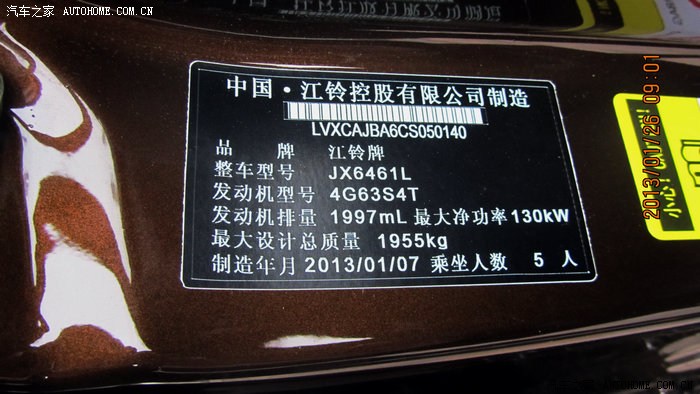 汽车之家 AUTOHOME.COM.CN
中国·江铃控股有限公司制造
LVXCAJBA6CS050140
品 牌 江铃牌
整车型号 JX6461L
发动机型号 4G63S4T
发动机排量 1997mL 最大净功率130kW
最大设计总质量 1955kg
制造年月 2013/01/07 乘坐人数 5 人
小心!
2013/01/26 09:01